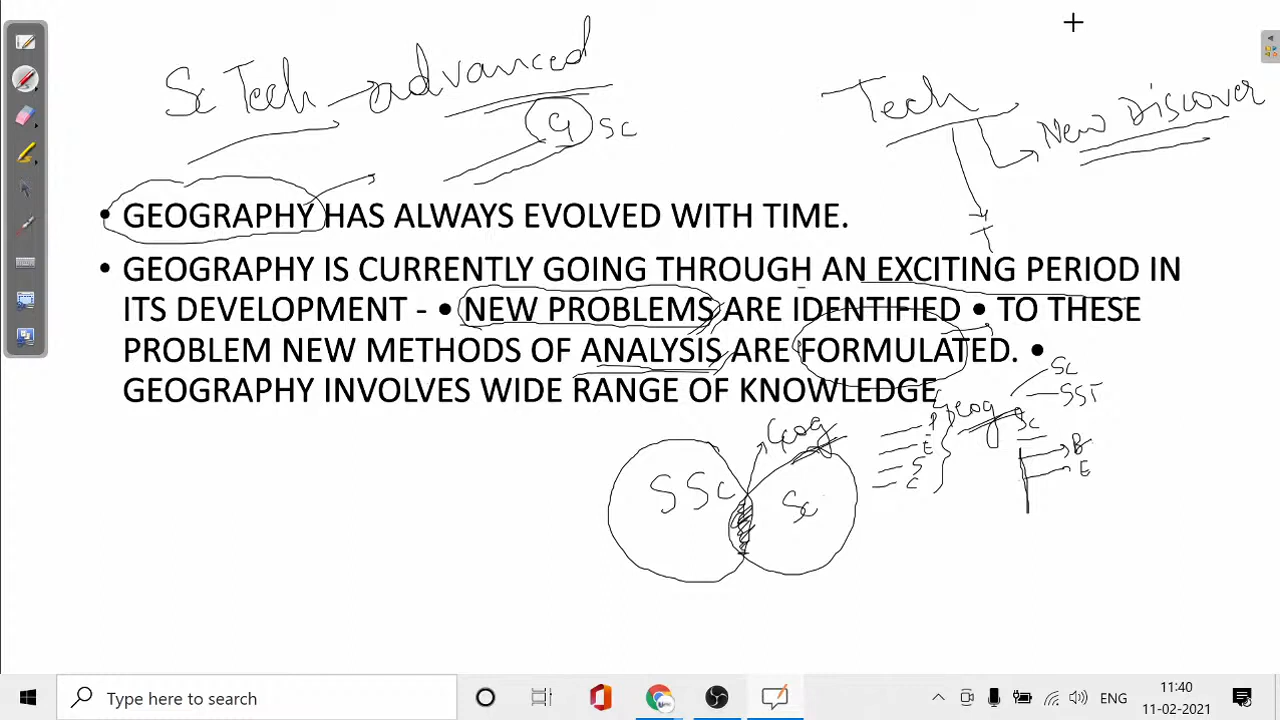 Sc Tech advanced
G Sc
Tech
New Discover
T
• GEOGRAPHY HAS ALWAYS EVOLVED WITH TIME.
• GEOGRAPHY IS CURRENTLY GOING THROUGH AN EXCITING PERIOD IN
ITS DEVELOPMENT - • NEW PROBLEMS ARE IDENTIFIED • TO THESE
PROBLEM NEW METHODS OF ANALYSIS ARE FORMULATED. •
GEOGRAPHY INVOLVES WIDE RANGE OF KNOWLEDGE
Sc
SST
Geog
Sc
P
E
S
C
B
E
Geog
SSc
Sc
Type here to search
ENG
11:40
11-02-2021